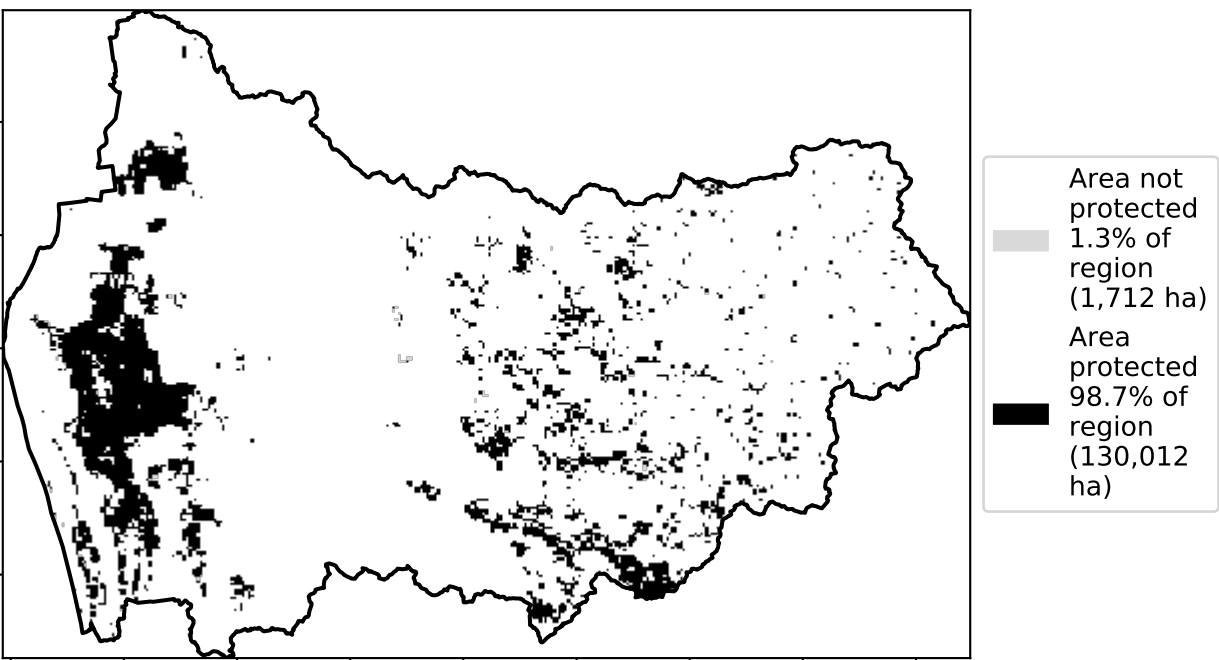 Area not
protected
1.3% of
region
(1,712 ha)
Area
protected
98.7% of
region
(130,012
ha)